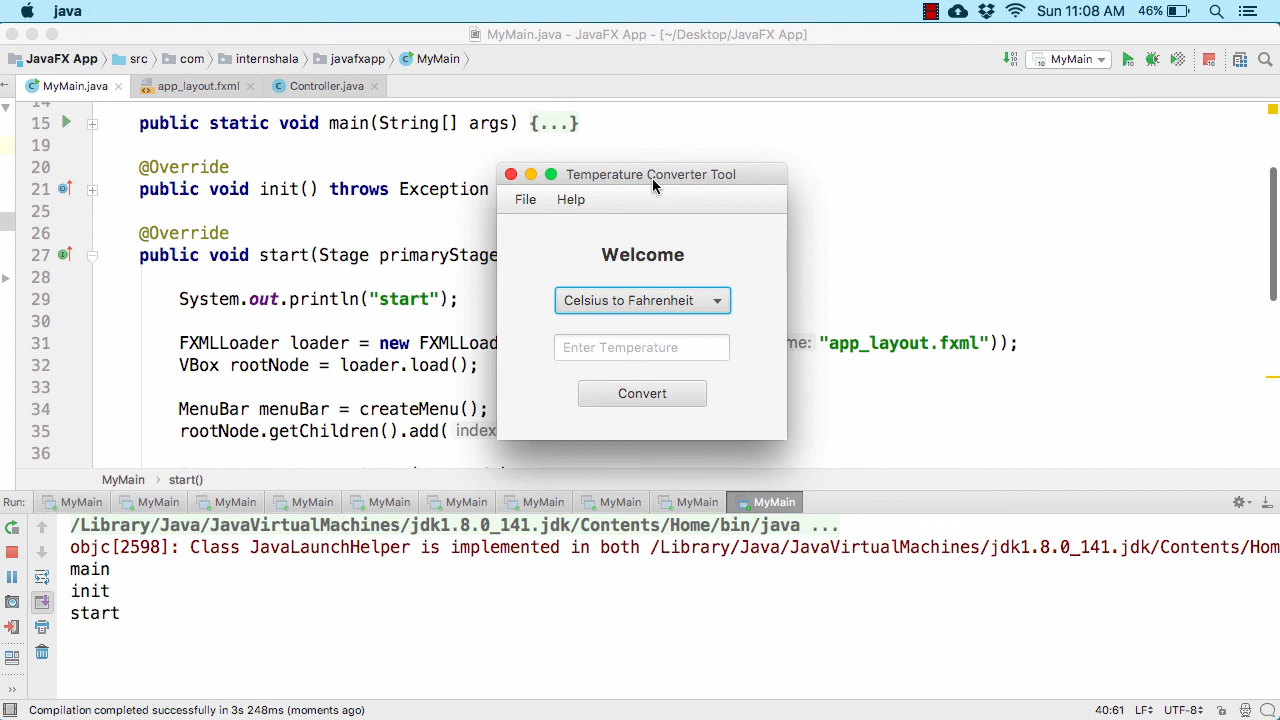 java
Sun 11:08 AM 46%
MyMain.java - JavaFX App - [~/Desktop/JavaFX App]
JavaFX App src com internshala javafxapp MyMain
MyMain
MyMain.java app_layout.fxml Controller.java
14
15 public static void main(String[] args) {...}
19
20 @Override
21 public void init() throws Exception
25
26 @Override
27 public void start(Stage primaryStage
28
29 System.out.println("start");
30
31 FXMLLoader loader = new FXMLLoa me: "app_layout.fxml"));
32 VBox rootNode = loader.load();
33
34 MenuBar menuBar = createMenu();
35 rootNode.getChildren().add( index
36
Temperature Converter Tool
File Help
Welcome
Celsius to Fahrenheit
Enter Temperature
Convert
MyMain start()
Run: MyMain MyMain MyMain MyMain MyMain MyMain MyMain MyMain MyMain MyMain
/Library/Java/JavaVirtualMachines/jdk1.8.0_141.jdk/Contents/Home/bin/java ...
objc[2598]: Class JavaLaunchHelper is implemented in both /Library/Java/JavaVirtualMachines/jdk1.8.0_141.jdk/Contents/Hom
main
init
start
Compilation completed successfully in 3s 248ms (moments ago) 40:61 LF UTF-8